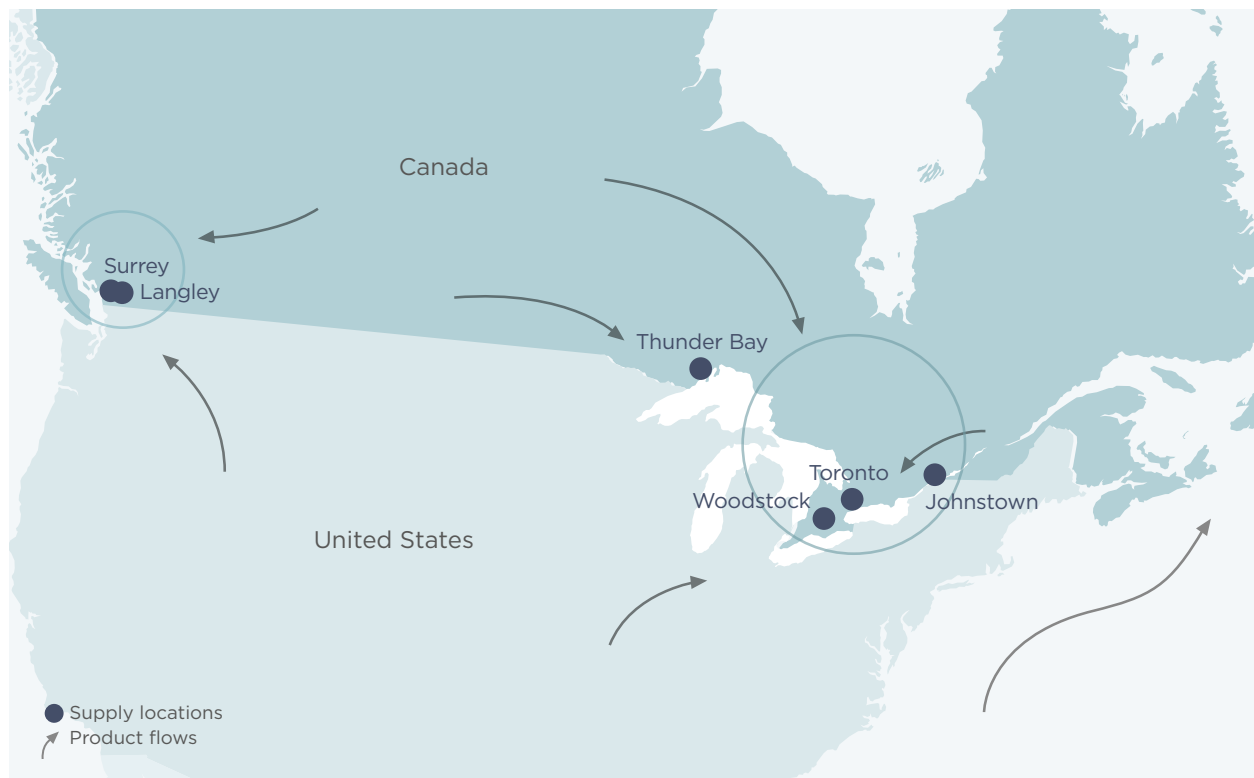 Canada
Surrey
Langley
Thunder Bay
Toronto
Woodstock
Johnstown
United States
Supply locations
Product flows